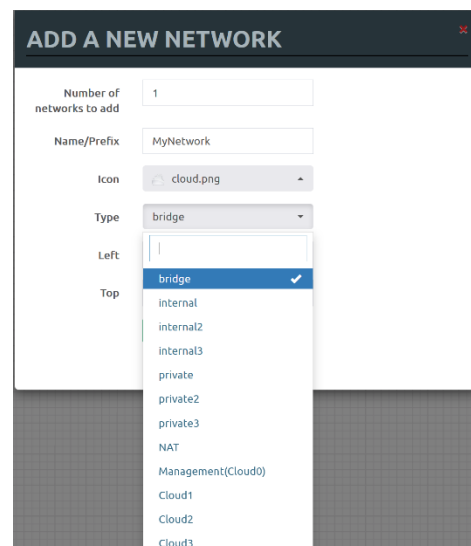 ADD A NEW NETWORK
Number of
networks to add
1
Name/Prefix
MyNetwork
Icon
cloud.png
Type
bridge
Left
Top
bridge
internal
internal2
internal3
private
private2
private3
NAT
Management(Cloud0)
Cloud1
Cloud2
Cloud3